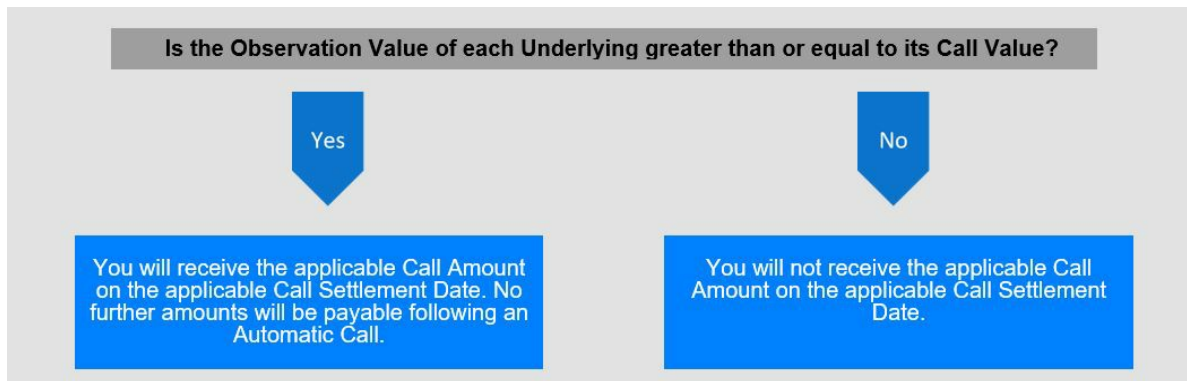 Is the Observation Value of each Underlying greater than or equal to its Call Value?
Yes
No
You will receive the applicable Call Amount
on the applicable Call Settlement Date. No
further amounts will be payable following an
Automatic Call.
You will not receive the applicable Call
Amount on the applicable Call Settlement
Date.